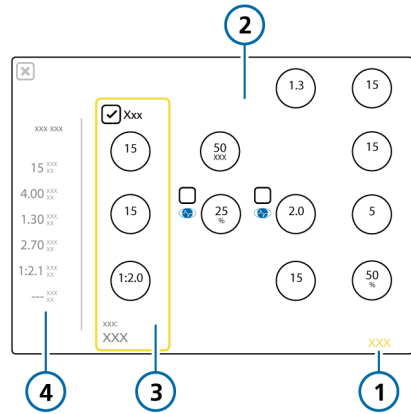 2
1.3
15
Xxx
xxx xxx
15
50
xxx
15
15 xxx
xx
4.00 xxx
xx
15
25
%
2.0
5
1.30 xxx
xx
2.70 xxx
xx
1:2.1 xxx
xx
1:2.0
15
50
%
--- xxx
xx
xxx:
XXX
XXX
4
3
1